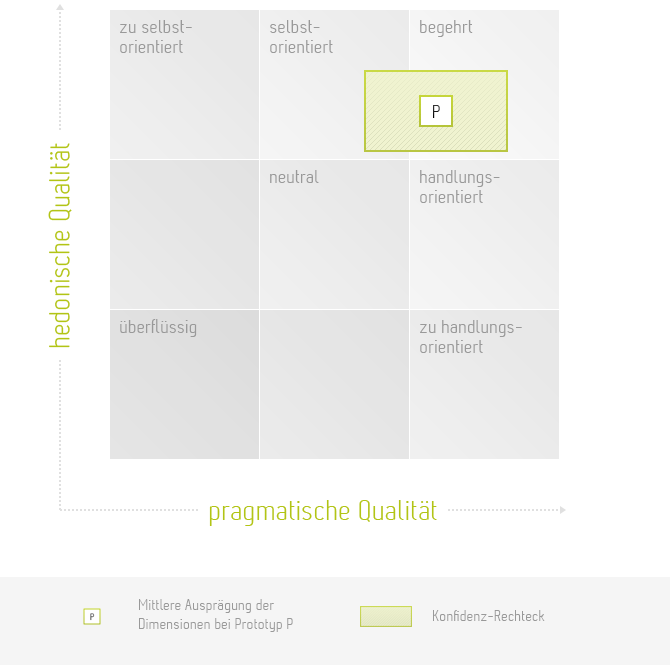 zu selbst-
orientiert
selbst-
orientiert
begehrt
P
neutral
handlungs-
orientiert
überflüssig
zu handlungs-
orientiert
hedonische Qualität
pragmatische Qualität
P
Mittlere Ausprägung der
Dimensionen bei Prototyp P
Konfidenz-Rechteck